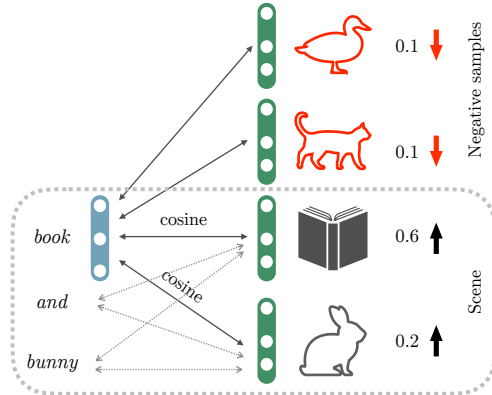 0.1
Negative samples
0.1
book
cosine
0.6
and
cosine
Scene
bunny
0.2